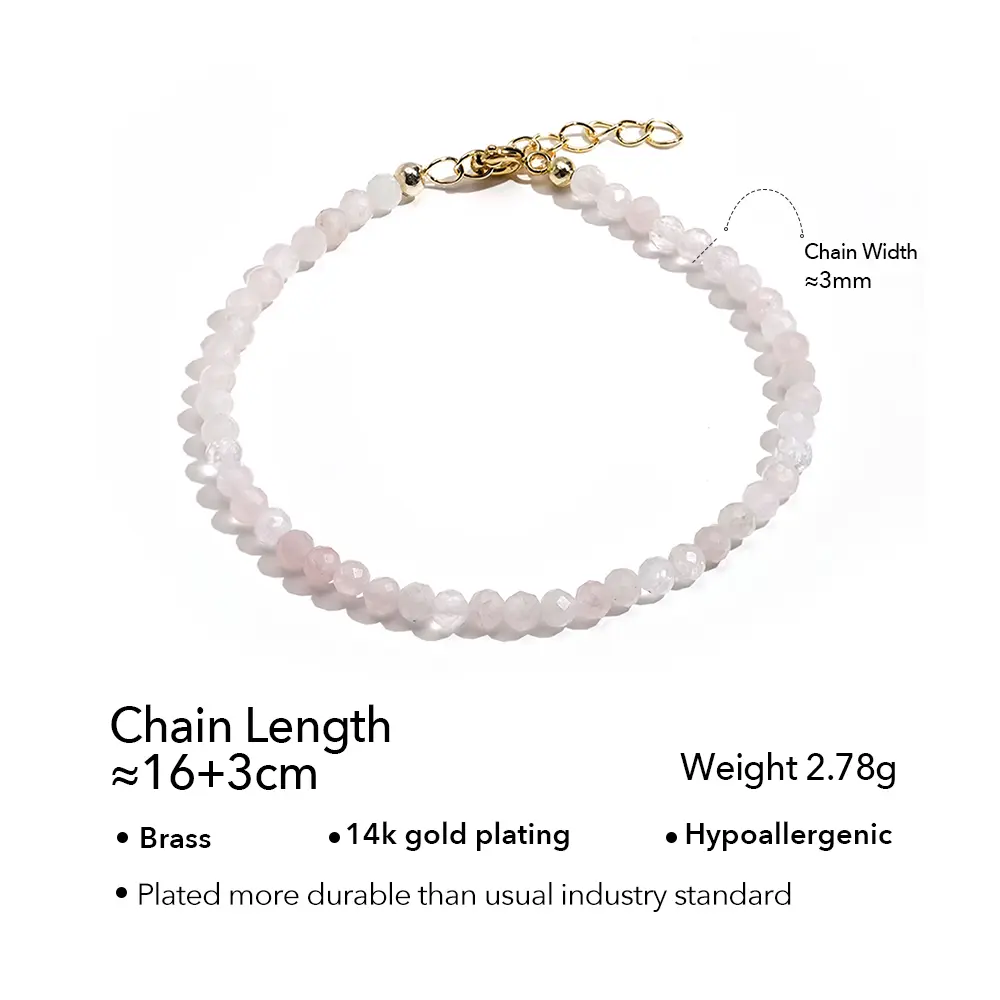 Chain Width
≈3mm
Chain Length
≈16+3cm
Weight 2.78g
• Brass
• 14k gold plating
• Hypoallergenic
• Plated more durable than usual industry standard